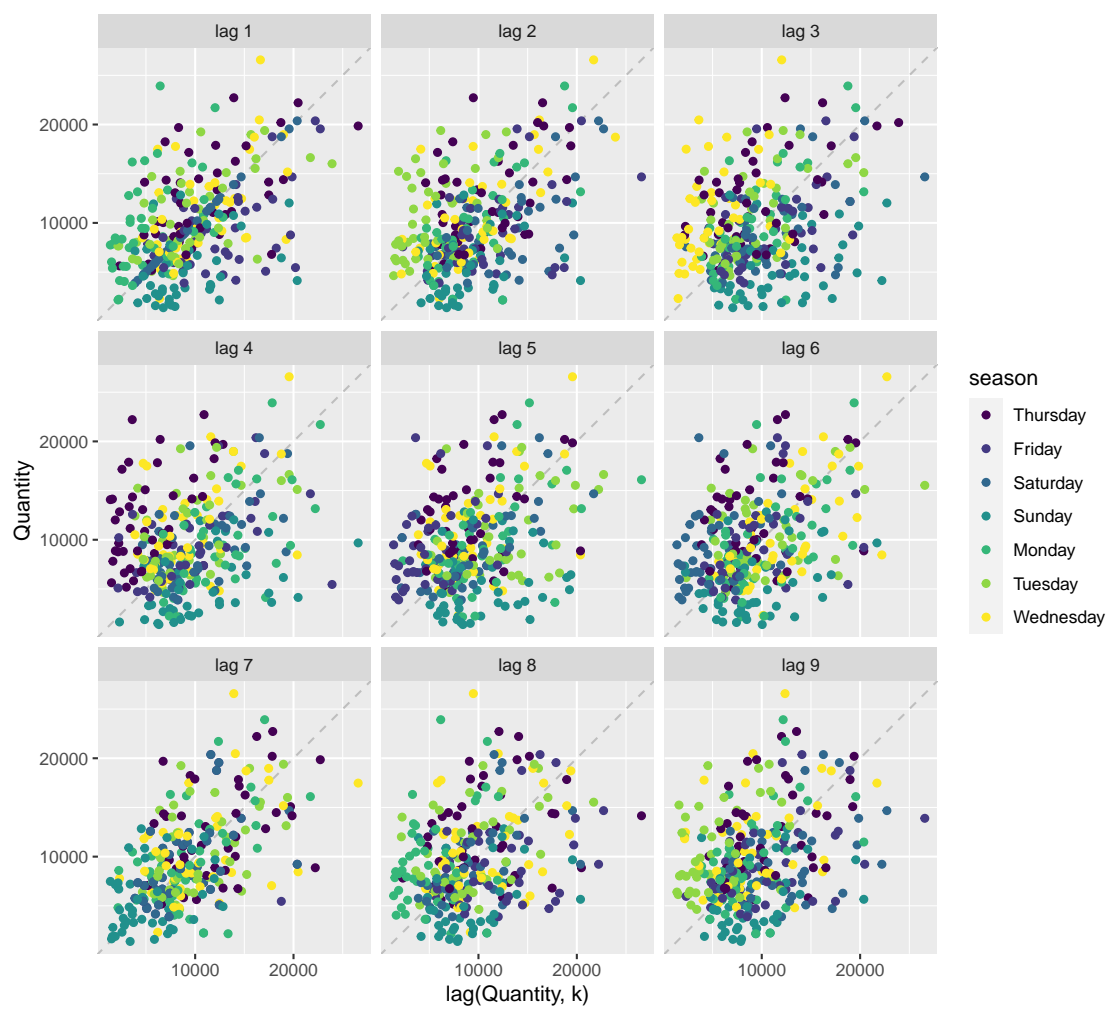 lag 1
lag 2
lag 3
20000
10000
lag 4
lag 5
lag 6
20000
10000
lag 7
lag 8
lag 9
20000
10000
10000
20000
10000
20000
10000
20000
lag(Quantity, k)
Quantity
season
Thursday
Friday
Saturday
Sunday
Monday
Tuesday
Wednesday